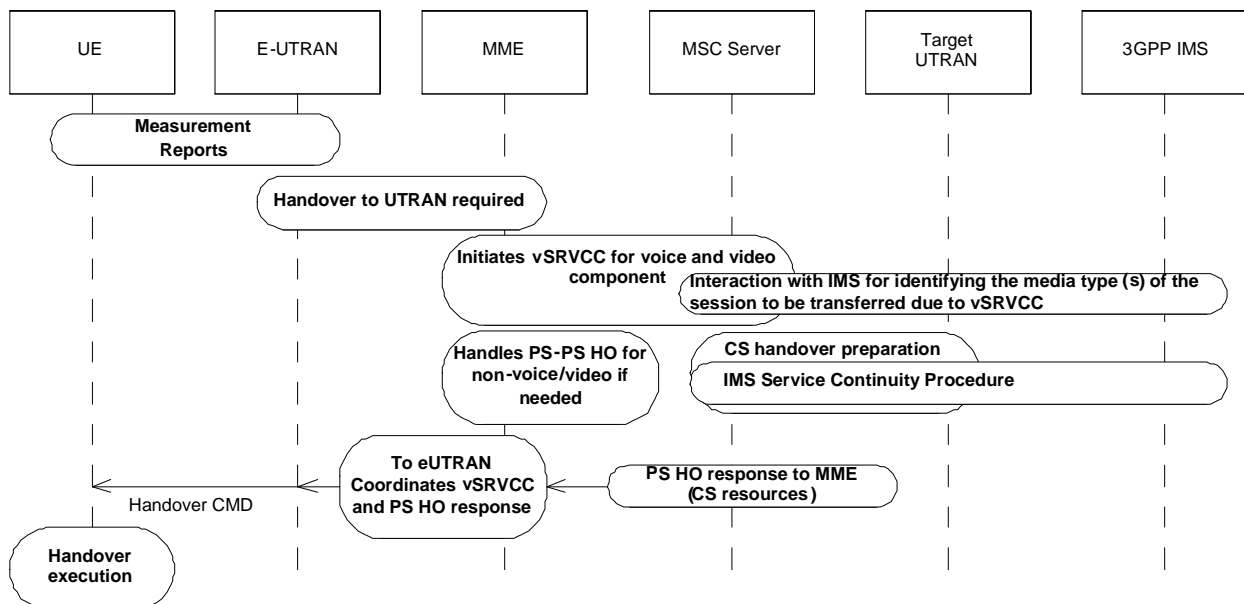 UE
E-UTRAN
MME
MSC Server
Target
UTRAN
3GPP IMS
Measurement
Reports
Handover to UTRAN required
Initiates vSRVCC for voice and video
component
Interaction with IMS for identifying the media type (s) of the
session to be transferred due to vSRVCC
Handles PS-PS HO for
non-voice/video if
needed
CS handover preparation
IMS Service Continuity Procedure
To eUTRAN
Coordinates vSRVCC
and PS HO response
PS HO response to MME
(CS resources)
Handover CMD
Handover
execution